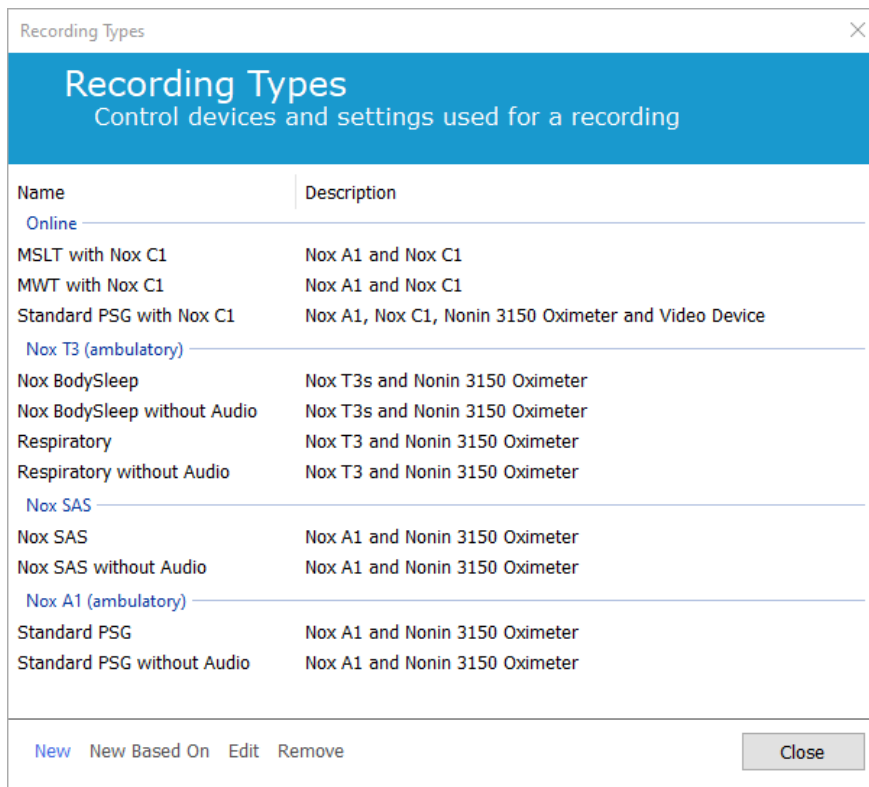 Recording Types
Recording Types
Control devices and settings used for a recording
Name Description
Online
MSLT with Nox C1 Nox A1 and Nox C1
MWT with Nox C1 Nox A1 and Nox C1
Standard PSG with Nox C1 Nox A1, Nox C1, Nonin 3150 Oximeter and Video Device
Nox T3 (ambulatory)
Nox BodySleep Nox T3s and Nonin 3150 Oximeter
Nox BodySleep without Audio Nox T3s and Nonin 3150 Oximeter
Respiratory Nox T3 and Nonin 3150 Oximeter
Respiratory without Audio Nox T3 and Nonin 3150 Oximeter
Nox SAS
Nox SAS Nox A1 and Nonin 3150 Oximeter
Nox SAS without Audio Nox A1 and Nonin 3150 Oximeter
Nox A1 (ambulatory)
Standard PSG Nox A1 and Nonin 3150 Oximeter
Standard PSG without Audio Nox A1 and Nonin 3150 Oximeter
New New Based On Edit Remove Close